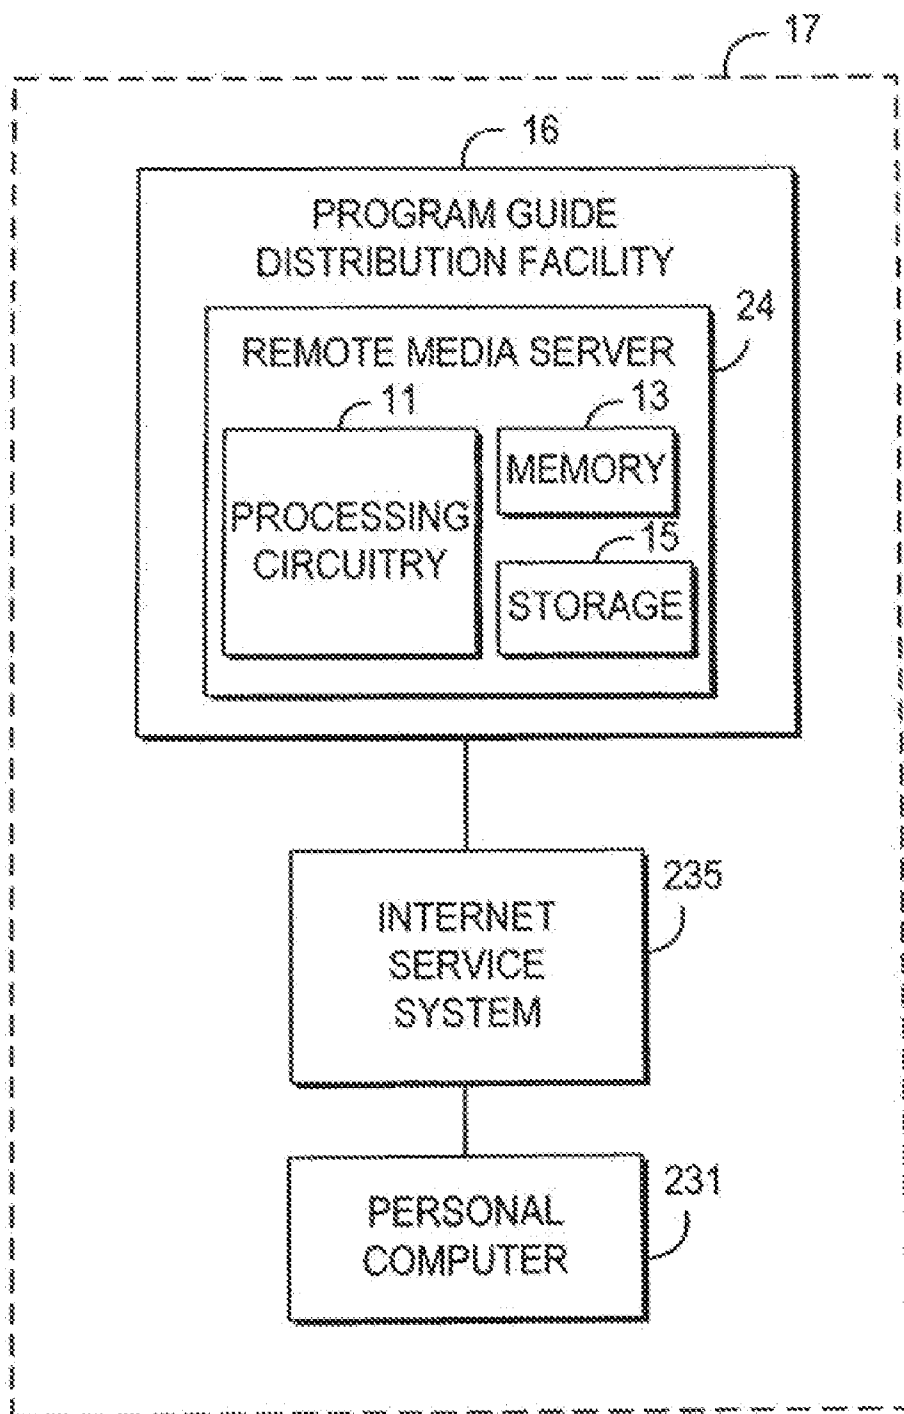 17
16
PROGRAM GUIDE
DISTRIBUTION FACILITY
24
REMOTE MEDIA SERVER
11
13
PROCESSING
CIRCUITRY
MEMORY
15
STORAGE
INTERNET
SERVICE
SYSTEM
235
PERSONAL
COMPUTER
231